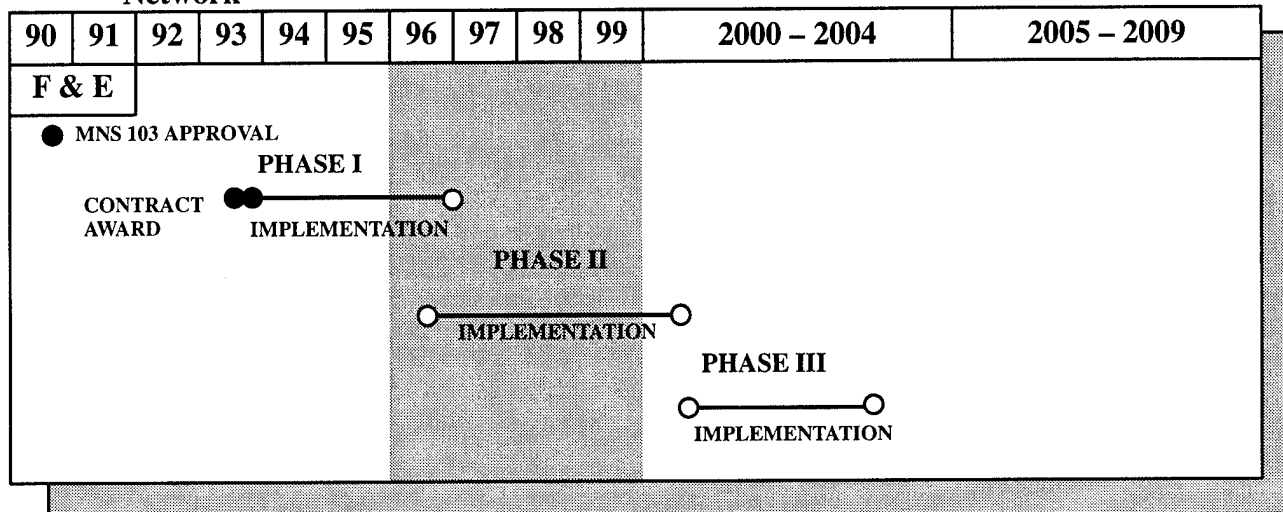 Network
90 91 92 93 94 95 96 97 98 99 2000 – 2004 2005 – 2009
F & E
MNS 103 APPROVAL
PHASE I
CONTRACT
AWARD
IMPLEMENTATION
PHASE II
IMPLEMENTATION
PHASE III
IMPLEMENTATION